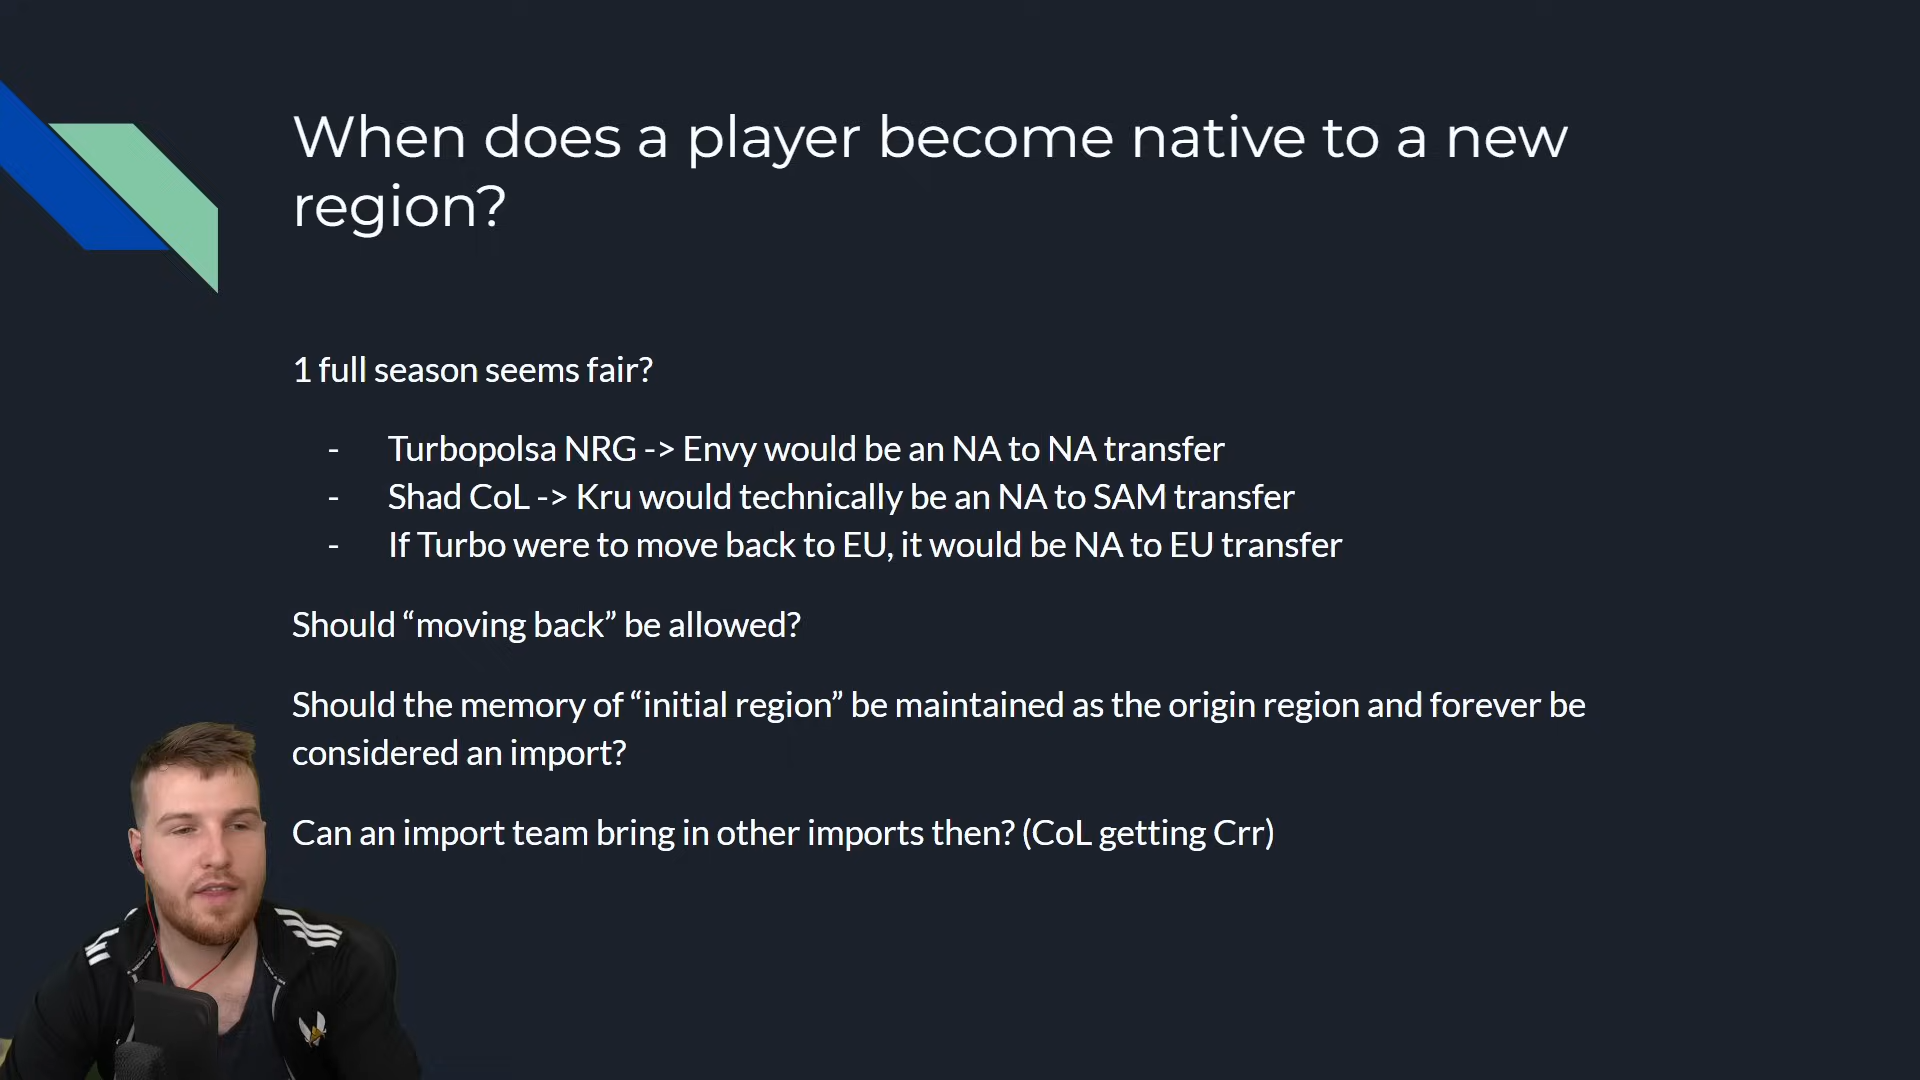 When does a player become native to a new
region?
1 full season seems fair?
- Turbopolsa NRG -> Envy would be an NA to NA transfer
- Shad CoL -> Kru would technically be an NA to SAM transfer
- If Turbo were to move back to EU, it would be NA to EU transfer
Should “moving back” be allowed?
Should the memory of “initial region” be maintained as the origin region and forever be
considered an import?
Can an import team bring in other imports then? (CoL getting Crr)